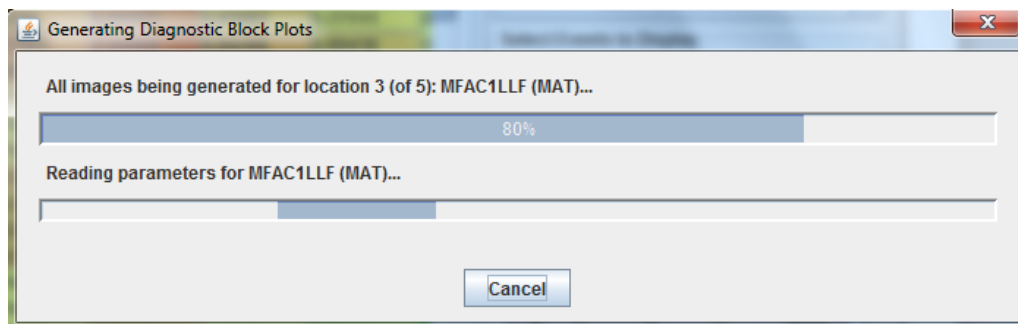 Generating Diagnostic Block Plots
All images being generated for location 3 (of 5): MFAC1LLF (MAT)...
80%
Reading parameters for MFAC1LLF (MAT)...
Cancel